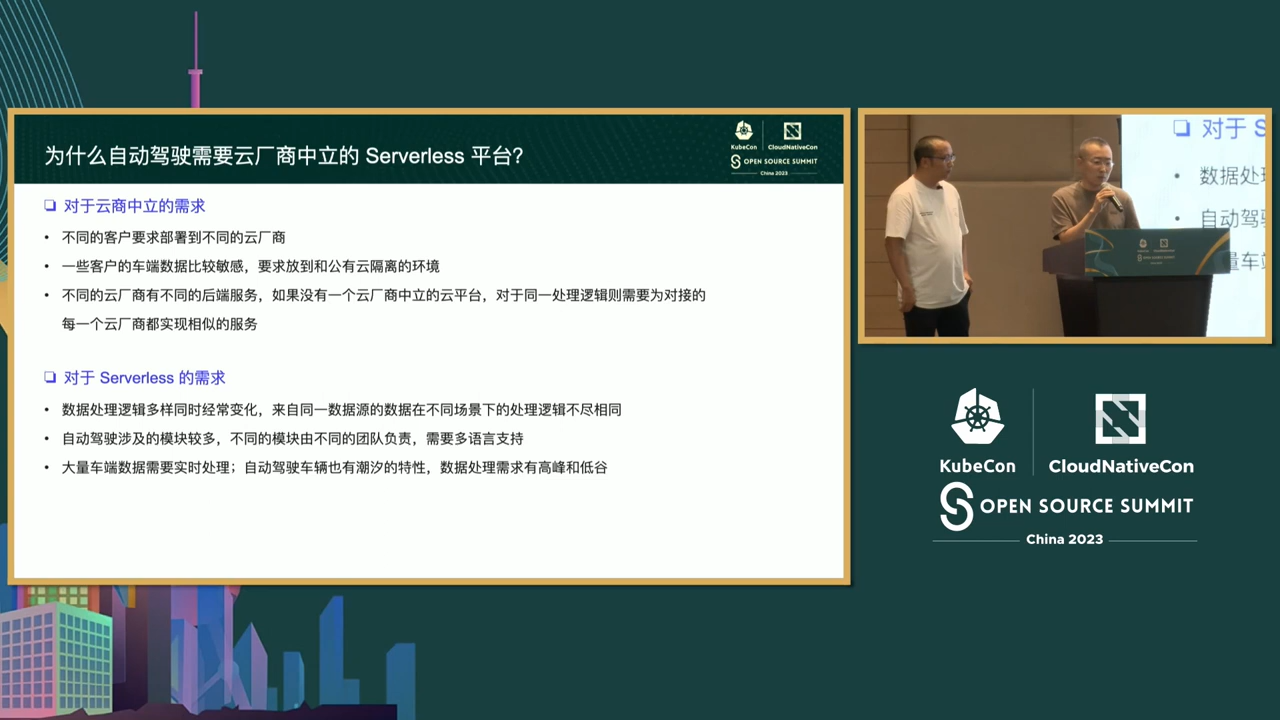 为什么自动驾驶需要云厂商中立的 Serverless 平台?
KubeCon
CloudNativeCon
OPEN SOURCE SUMMIT
China 2023
❏ 对于云商中立的需求
• 不同的客户要求部署到不同的云厂商
• 一些客户的车端数据比较敏感，要求放到和公有云隔离的环境
• 不同的云厂商有不同的后端服务，如果没有一个云厂商中立的云平台，对于同一处理逻辑则需要为对接的
每一个云厂商都实现相似的服务
❏ 对于 Serverless 的需求
• 数据处理逻辑多样同时经常变化，来自同一数据源的数据在不同场景下的处理逻辑不尽相同
• 自动驾驶涉及的模块较多，不同的模块由不同的团队负责，需要多语言支持
• 大量车端数据需要实时处理；自动驾驶车辆也有潮汐的特性，数据处理需求有高峰和低谷
❏ 对于 S
• 数据处理
• 自动驾
量车
KubeCon
CloudNativeCon
OPEN SOURCE SUMMIT
China 2023